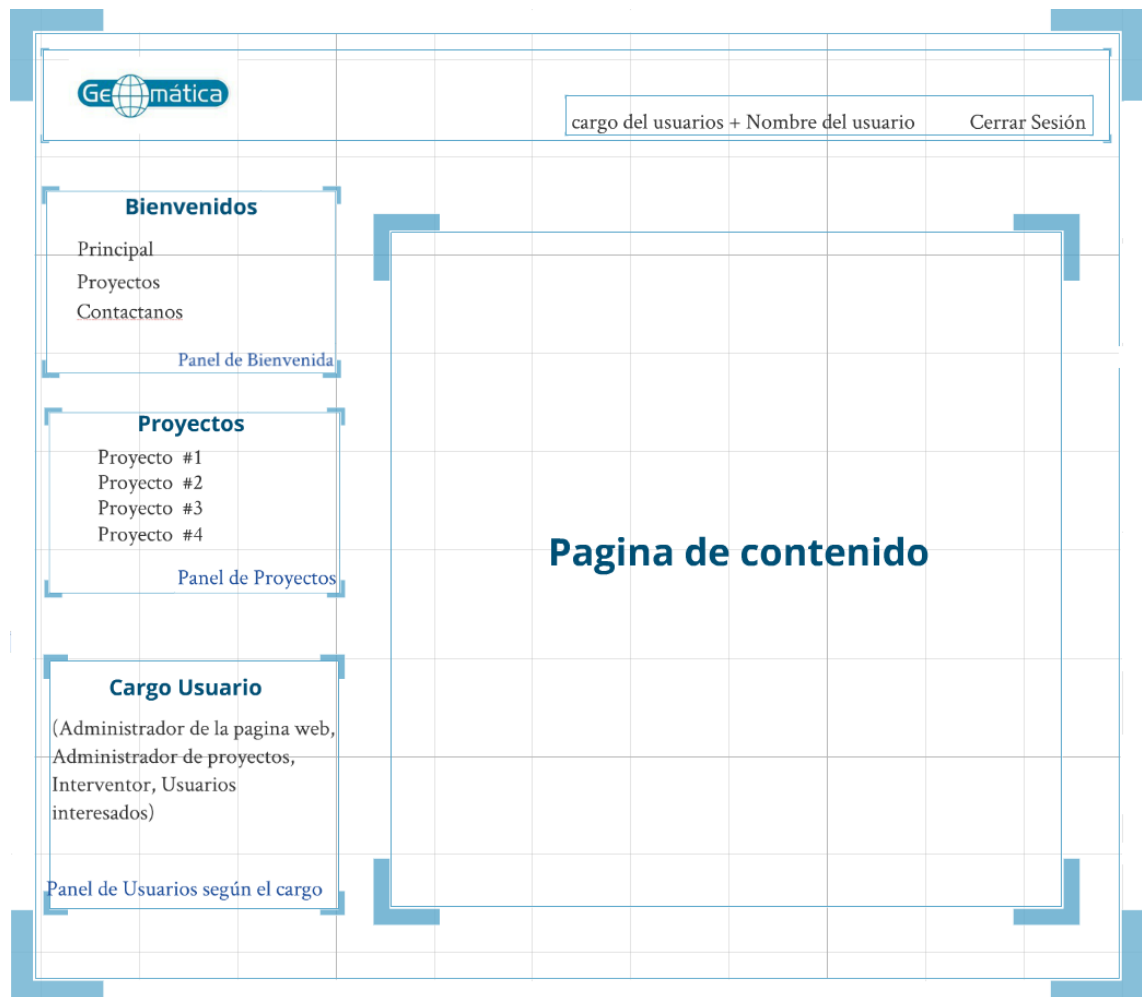 Geomática
cargo del usuarios + Nombre del usuario Cerrar Sesión
Bienvenidos
Principal
Proyectos
Contactanos
Panel de Bienvenida
Proyectos
Proyecto #1
Proyecto #2
Proyecto #3
Proyecto #4
Panel de Proyectos
Cargo Usuario
(Administrador de la pagina web,
Administrador de proyectos,
Interventor, Usuarios
interesados)
Panel de Usuarios según el cargo
Pagina de contenido